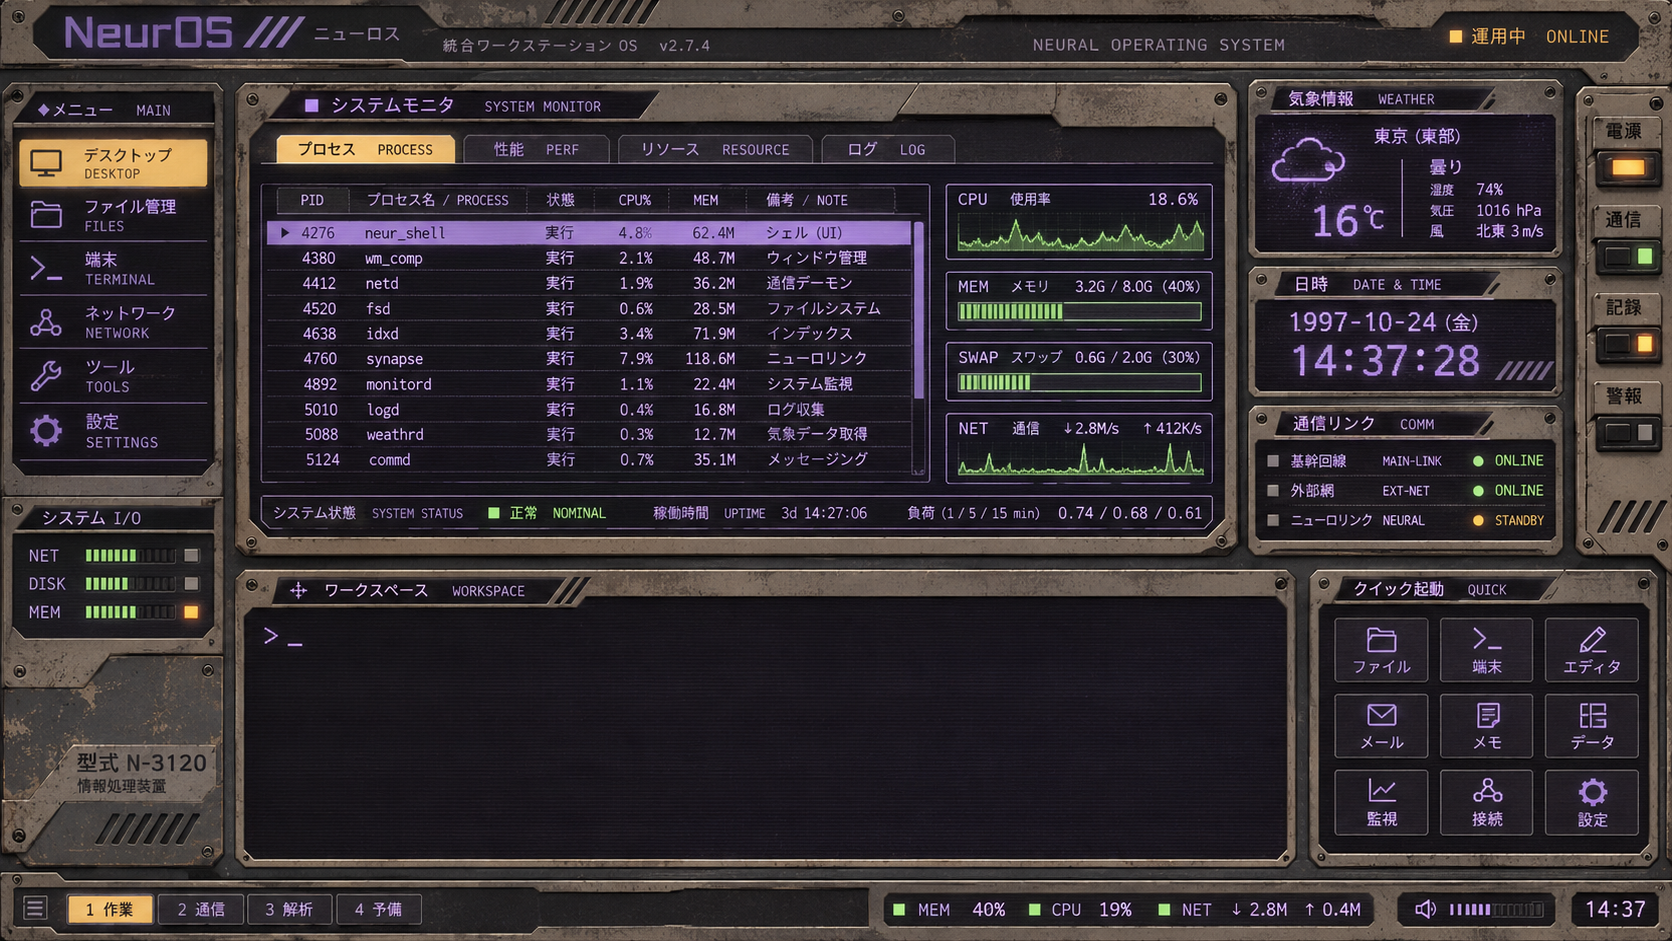 NeurOS ニューロス
統合ワークステーション OS v2.7.4
NEURAL OPERATING SYSTEM
運用中 ONLINE
メニュー MAIN
デスクトップ
DESKTOP
ファイル管理
FILES
端末
TERMINAL
ネットワーク
NETWORK
ツール
TOOLS
設定
SETTINGS
システム I/O
NET
DISK
MEM
型式 N-3120
情報処理装置
システムモニタ SYSTEM MONITOR
プロセス PROCESS
性能 PERF
リソース RESOURCE
ログ LOG
PID プロセス名 / PROCESS 状態 CPU% MEM 備考 / NOTE
4276 neur_shell 実行 4.8% 62.4M シェル (UI)
4380 wm_comp 実行 2.1% 48.7M ウィンドウ管理
4412 netd 実行 1.9% 36.2M 通信デーモン
4520 fsd 実行 0.6% 28.5M ファイルシステム
4638 idxd 実行 3.4% 71.9M インデックス
4760 synapse 実行 7.9% 118.6M ニューロリンク
4892 monitord 実行 1.1% 22.4M システム監視
5010 logd 実行 0.4% 16.8M ログ収集
5088 weathrd 実行 0.3% 12.7M 気象データ取得
5124 commd 実行 0.7% 35.1M メッセージング
CPU 使用率 18.6%
MEM メモリ 3.2G / 8.0G (40%)
SWAP スワップ 0.6G / 2.0G (30%)
NET 通信 ↓2.8M/s ↑412K/s
システム状態 SYSTEM STATUS 正常 NOMINAL 稼働時間 UPTIME 3d 14:27:06 負荷 (1 / 5 / 15 min) 0.74 / 0.68 / 0.61
気象情報 WEATHER
東京 (東部)
16℃
曇り
湿度 74%
気圧 1016 hPa
風 北東 3 m/s
日時 DATE & TIME
1997-10-24 (金)
14:37:28
通信リンク COMM
基幹回線 MAIN-LINK ONLINE
外部網 EXT-NET ONLINE
ニューロリンク NEURAL STANDBY
電源
通信
記録
警報
ワークスペース WORKSPACE
> _
クイック起動 QUICK
ファイル
端末
エディタ
メール
メモ
データ
監視
接続
設定
1 作業
2 通信
3 解析
4 予備
MEM 40% CPU 19% NET ↓ 2.8M ↑ 0.4M
14:37